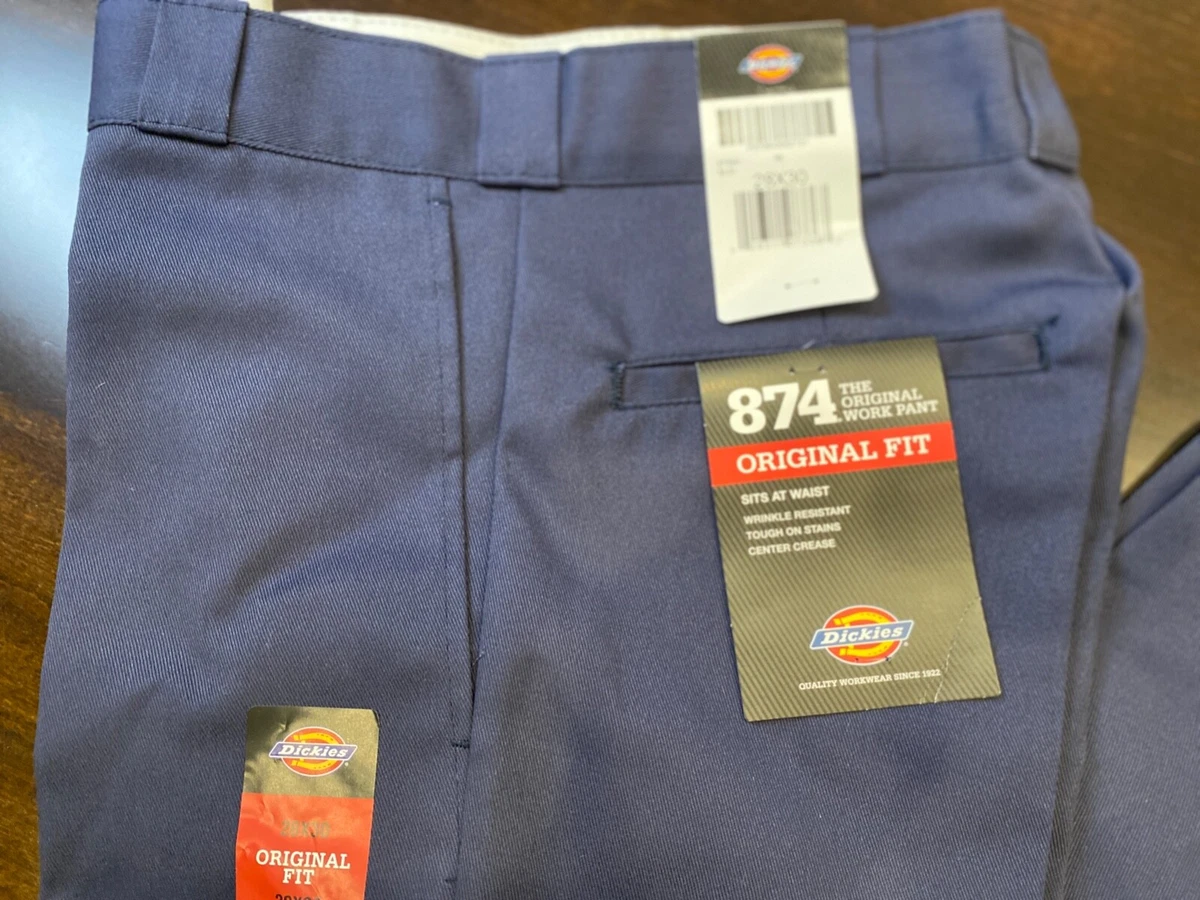 Dickies
28X30
874
THE
ORIGINAL
WORK PANT
ORIGINAL FIT
SITS AT WAIST
WRINKLE RESISTANT
TOUGH ON STAINS
CENTER CREASE
Dickies
QUALITY WORKWEAR SINCE 1922
Dickies
ORIGINAL
FIT